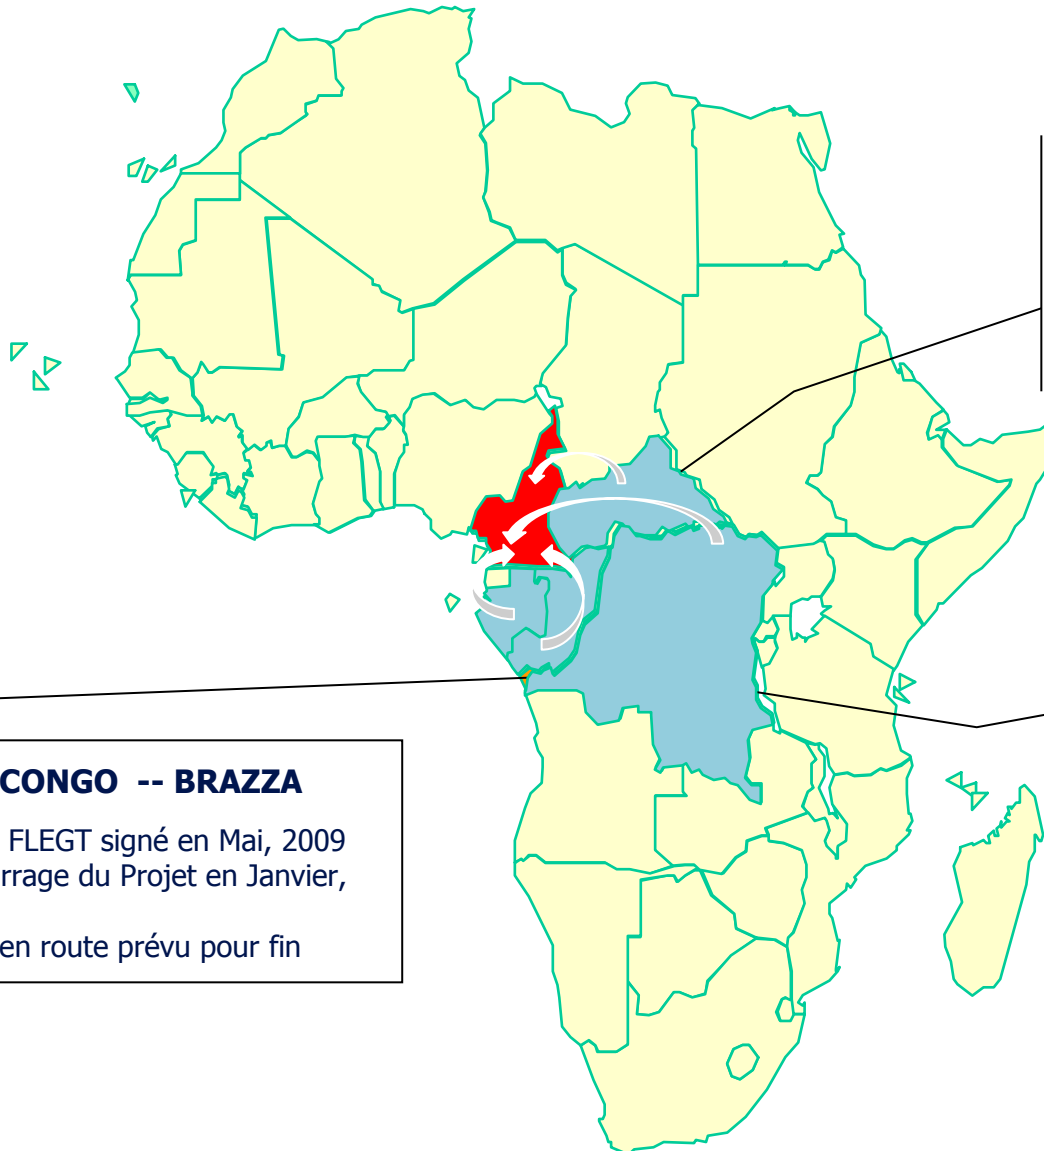 CONGO -- BRAZZA
FLEGT signé en Mai, 2009
rrage du Projet en Janvier,
en route prévu pour fin